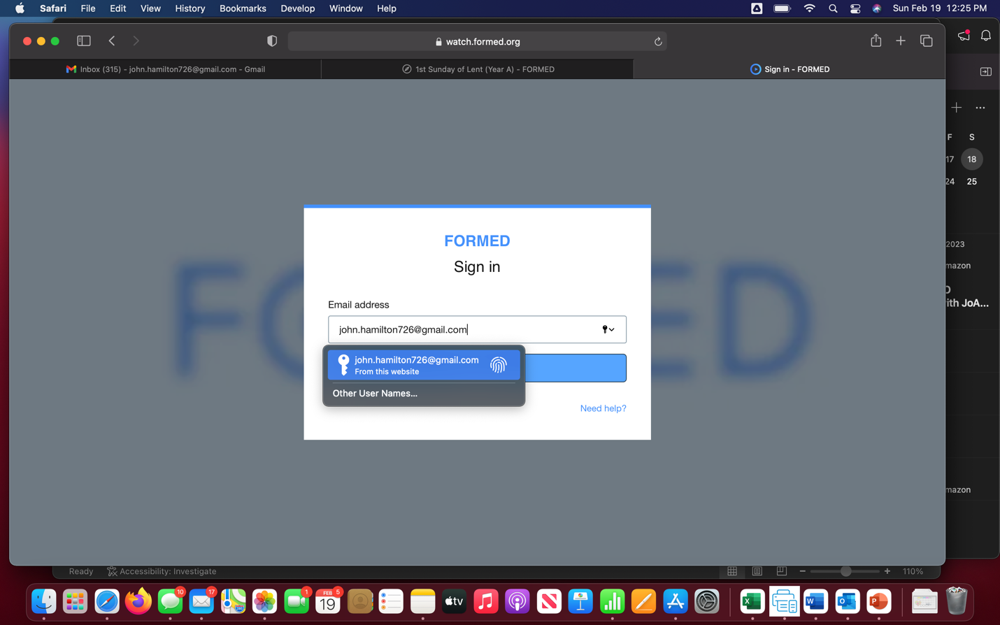 Safari File Edit View History Bookmarks Develop Window Help
Sun Feb 19 12:25 PM
watch.formed.org
Inbox (315) - john.hamilton726@gmail.com - Gmail
1st Sunday of Lent (Year A) - FORMED
Sign in - FORMED
F S
17 18
24 25
2023
mazon
ith JoA...
mazon
FORMED
Sign in
Email address
john.hamilton726@gmail.com
john.hamilton726@gmail.com
From this website
Other User Names...
Need help?
Ready
Accessibility: Investigate
110%
10
17
1
FEB 5
19
tv